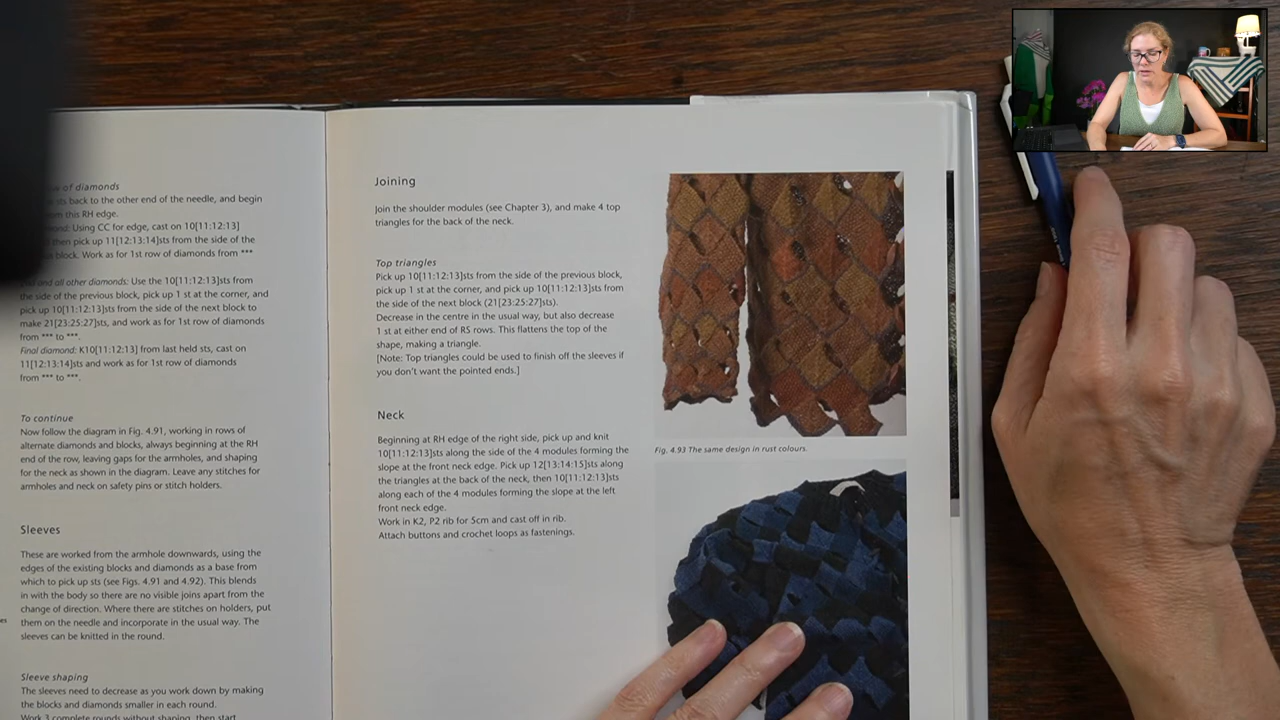 of diamonds
sts back to the other end of the needle, and begin
this RH edge.
Using CC for edge, cast on 10[11:12:13]
then pick up 11[12:13:14]sts from the side of the
block. Work as for 1st row of diamonds from ***
and all other diamonds: Use the 10[11:12:13]sts from
the side of the previous block, pick up 1 st at the corner, and
pick up 10[11:12:13]sts from the side of the next block to
make 21[23:25:27]sts, and work as for 1st row of diamonds
from *** to ***.
Final diamond: K10[11:12:13] from last held sts, cast on
11[12:13:14]sts and work as for 1st row of diamonds
from *** to ***.
To continue
Now follow the diagram in Fig. 4.91, working in rows of
alternate diamonds and blocks, always beginning at the RH
end of the row, leaving gaps for the armholes, and shaping
for the neck as shown in the diagram. Leave any stitches for
armholes and neck on safety pins or stitch holders.
Sleeves
These are worked from the armhole downwards, using the
edges of the existing blocks and diamonds as a base from
which to pick up sts (see Figs. 4.91 and 4.92). This blends
in with the body so there are no visible joins apart from the
change of direction. Where there are stitches on holders, put
them on the needle and incorporate in the usual way. The
sleeves can be knitted in the round.
Sleeve shaping
The sleeves need to decrease as you work down by making
the blocks and diamonds smaller in each round.
Work 3 complete rounds without shaping, then start
Joining
Join the shoulder modules (see Chapter 3), and make 4 top
triangles for the back of the neck.
Top triangles
Pick up 10[11:12:13]sts from the side of the previous block,
pick up 1 st at the corner, and pick up 10[11:12:13]sts from
the side of the next block (21[23:25:27]sts).
Decrease in the centre in the usual way, but also decrease
1 st at either end of RS rows. This flattens the top of the
shape, making a triangle.
[Note: Top triangles could be used to finish off the sleeves if
you don't want the pointed ends.]
Neck
Beginning at RH edge of the right side, pick up and knit
10[11:12:13]sts along the side of the 4 modules forming the
slope at the front neck edge. Pick up 12[13:14:15]sts along
the triangles at the back of the neck, then 10[11:12:13]sts
along each of the 4 modules forming the slope at the left
front neck edge.
Work in K2, P2 rib for 5cm and cast off in rib.
Attach buttons and crochet loops as fastenings.
Fig. 4.93 The same design in rust colours.